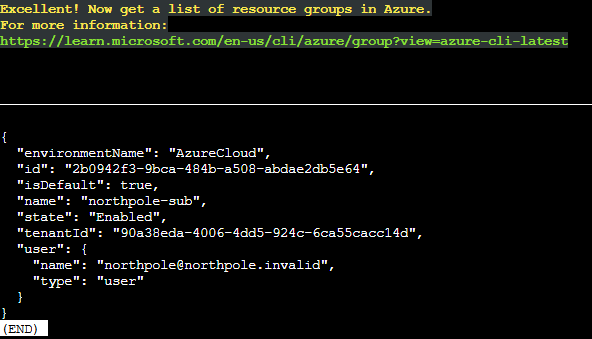 Excellent! Now get a list of resource groups in Azure.
For more information:
https://learn.microsoft.com/en-us/cli/azure/group?view=azure-cli-latest
{
  "environmentName": "AzureCloud",
  "id": "2b0942f3-9bca-484b-a508-abdae2db5e64",
  "isDefault": true,
  "name": "northpole-sub",
  "state": "Enabled",
  "tenantId": "90a38eda-4006-4dd5-924c-6ca55cacc14d",
  "user": {
    "name": "northpole@northpole.invalid",
    "type": "user"
  }
}
(END)